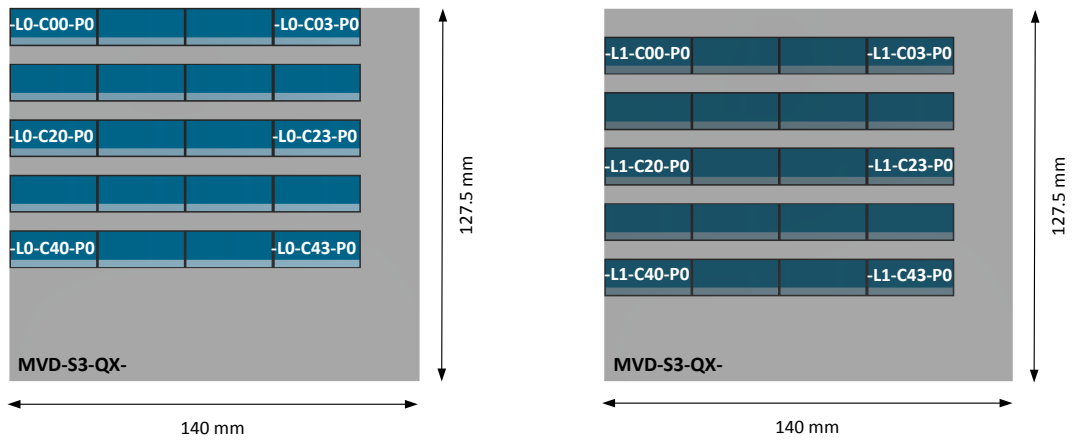 -L0-C00-P0
-L0-C03-P0
-L0-C20-P0
-L0-C23-P0
-L0-C40-P0
-L0-C43-P0
MVD-S3-QX-
127.5 mm
140 mm
-L1-C00-P0
-L1-C03-P0
-L1-C20-P0
-L1-C23-P0
-L1-C40-P0
-L1-C43-P0
MVD-S3-QX-
127.5 mm
140 mm